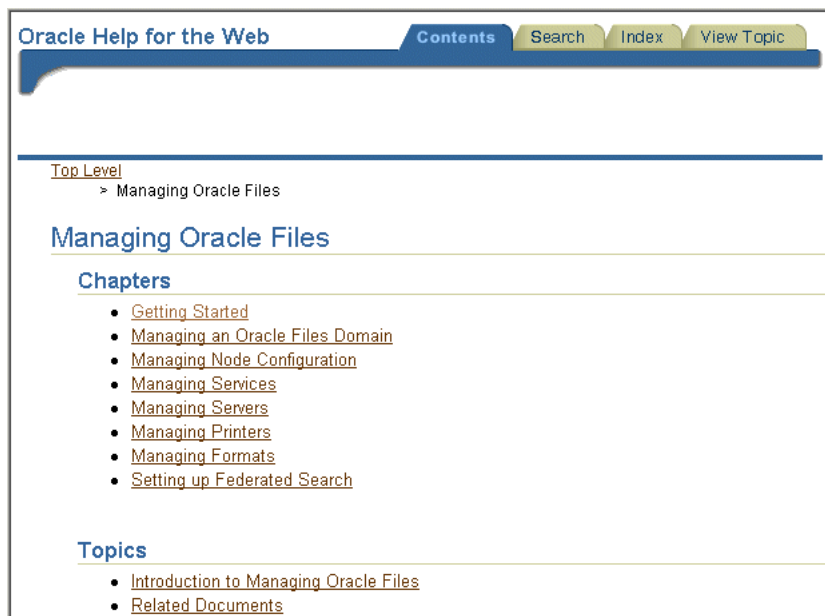 Oracle Help for the Web
Contents Search Index View Topic
Top Level
> Managing Oracle Files
Managing Oracle Files
Chapters
Getting Started
Managing an Oracle Files Domain
Managing Node Configuration
Managing Services
Managing Servers
Managing Printers
Managing Formats
Setting up Federated Search
Topics
Introduction to Managing Oracle Files
Related Documents